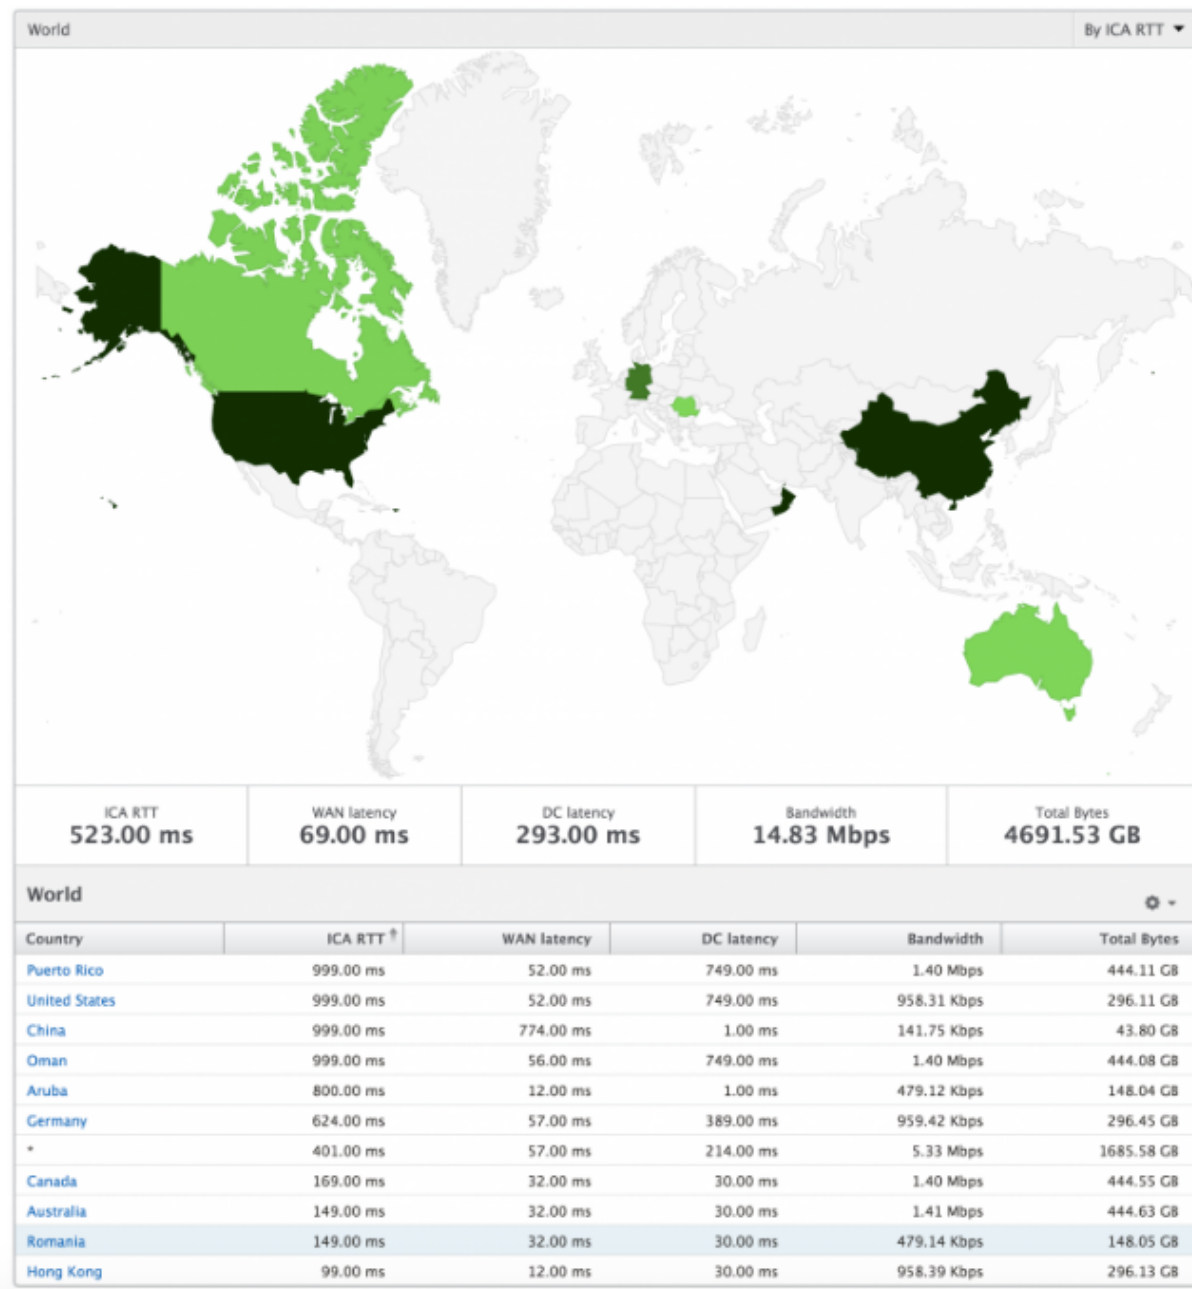 World By ICA RTT
ICA RTT WAN latency DC latency Bandwidth Total Bytes
523.00 ms 69.00 ms 293.00 ms 14.83 Mbps 4691.53 GB
World
Country ICA RTT WAN latency DC latency Bandwidth Total Bytes
Puerto Rico 999.00 ms 52.00 ms 749.00 ms 1.40 Mbps 444.11 GB
United States 999.00 ms 52.00 ms 749.00 ms 958.31 Kbps 296.11 GB
China 999.00 ms 774.00 ms 1.00 ms 141.75 Kbps 43.80 GB
Oman 999.00 ms 56.00 ms 749.00 ms 1.40 Mbps 444.08 GB
Aruba 800.00 ms 12.00 ms 1.00 ms 479.12 Kbps 148.04 GB
Germany 624.00 ms 57.00 ms 389.00 ms 959.42 Kbps 296.45 GB
* 401.00 ms 57.00 ms 214.00 ms 5.33 Mbps 1685.58 GB
Canada 169.00 ms 32.00 ms 30.00 ms 1.40 Mbps 444.55 GB
Australia 149.00 ms 32.00 ms 30.00 ms 1.41 Mbps 444.63 GB
Romania 149.00 ms 32.00 ms 30.00 ms 479.14 Kbps 148.05 GB
Hong Kong 99.00 ms 12.00 ms 30.00 ms 958.39 Kbps 296.13 GB